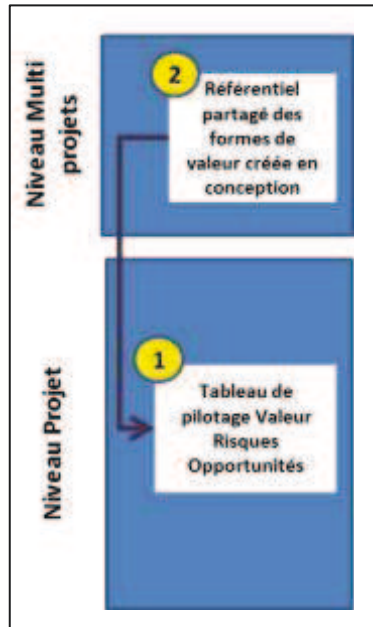 Niveau Multi
projets
2
Référentiel
partagé des
formes de
valeur créée en
conception
Niveau Projet
1
Tableau de
pilotage Valeur
Risques
Opportunités